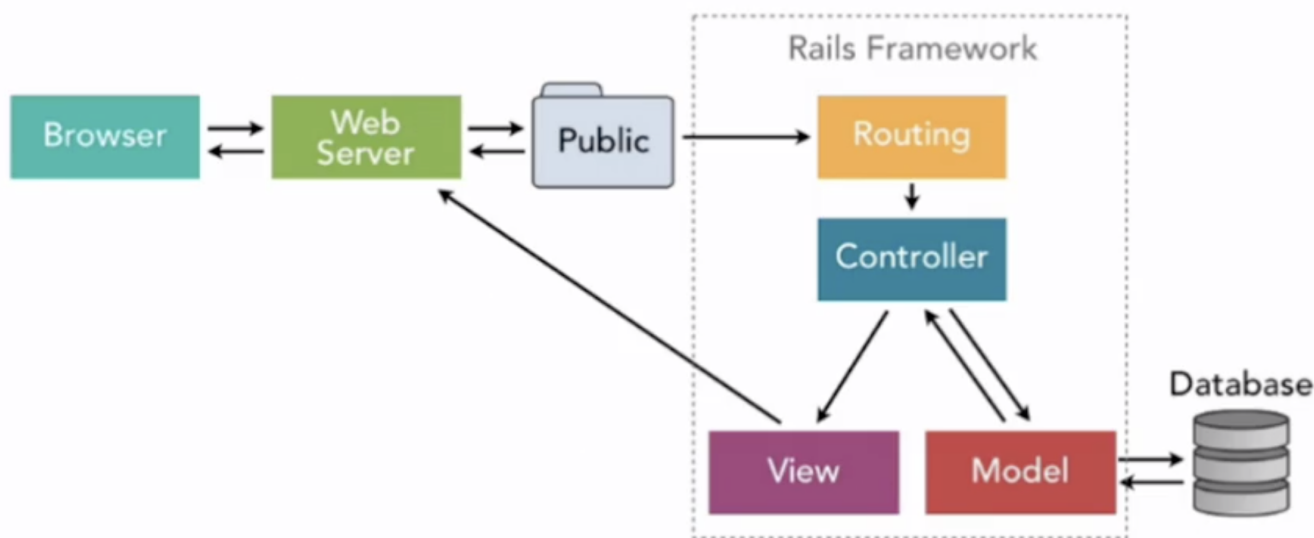 Rails Framework
Browser
Web
Server
Public
Routing
Controller
Database
View
Model